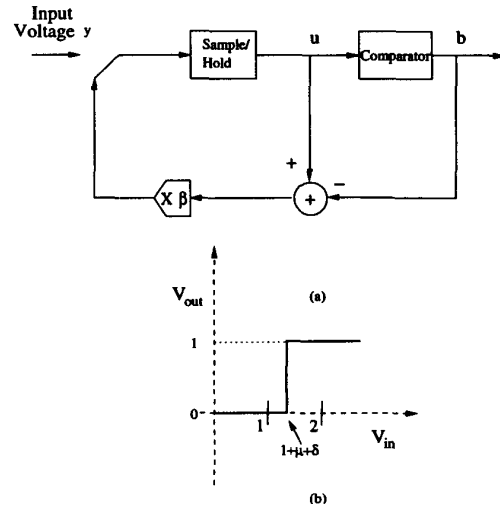 Input
Voltage y
Sample/
Hold
u
Comparator
b
+
−
+
X β
(a)
V_out
1
0
1
2
V_in
1+μ+δ
(b)